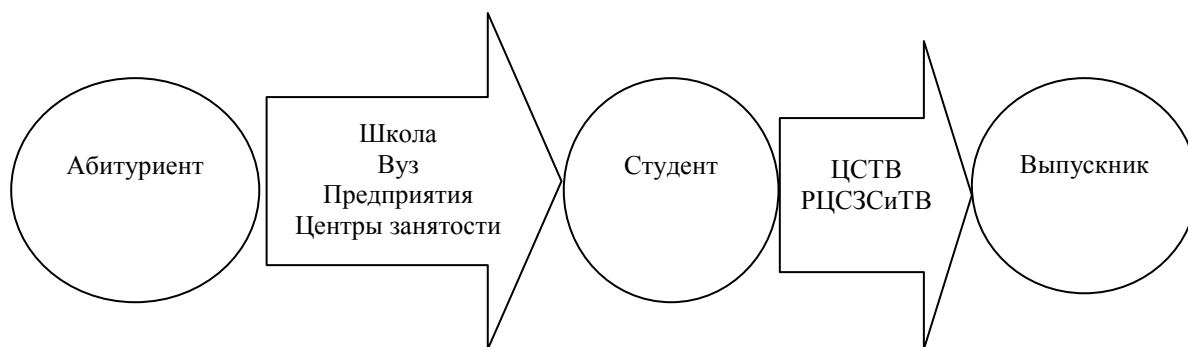 Абитуриент
Школа
Вуз
Предприятия
Центры занятости
Студент
ЦСТВ
РЦСЗСиТВ
Выпускник